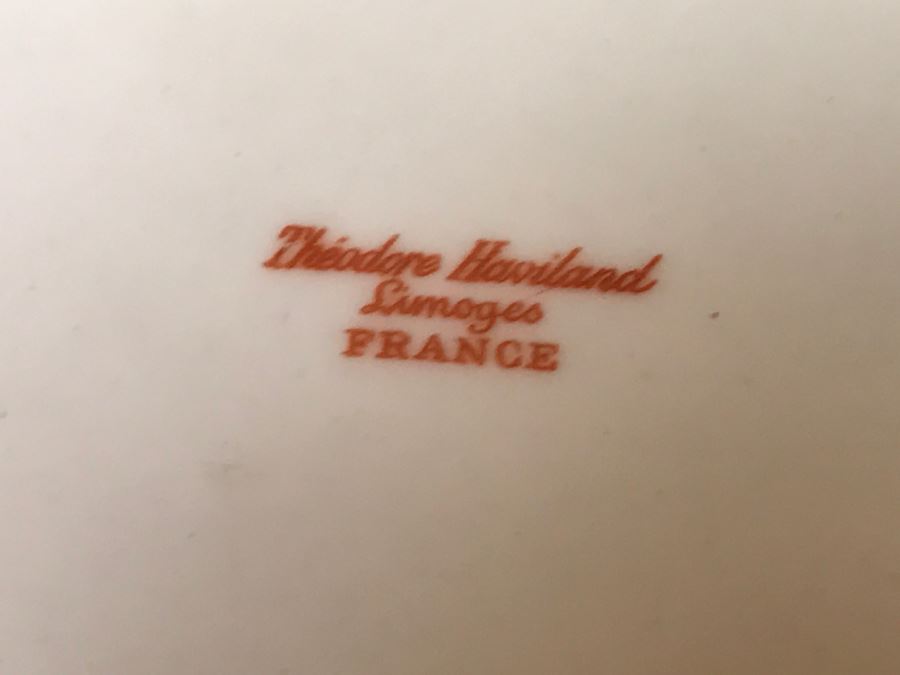 Théodore Haviland
Limoges
FRANCE